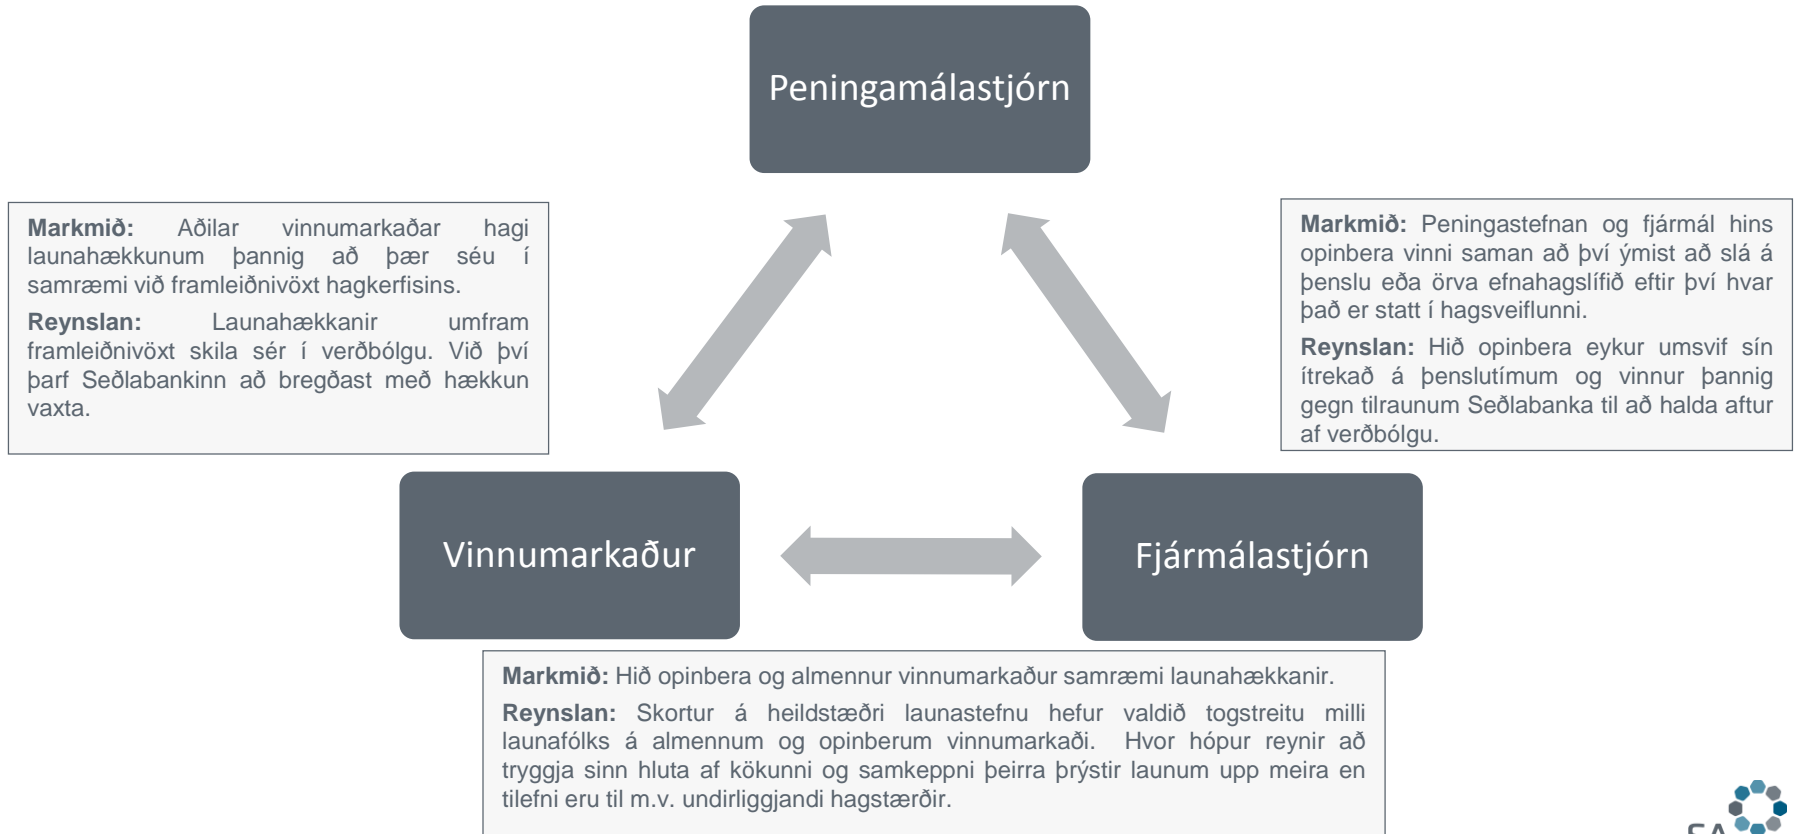 Peningamálastjórn
Markmið: Aðilar vinnumarkaðar hagi
launahækkunum þannig að þær séu í
samræmi við framleiðnivöxt hagkerfisins.
Reynslan: Launahækkanir umfram
framleiðnivöxt skila sér í verðbólgu. Við því
þarf Seðlabankinn að bregðast með hækkun
vaxta.
Markmið: Peningastefnan og fjármál hins
opinbera vinni saman að því ýmist að slá á
þenslu eða örva efnahagslífið eftir því hvar
það er statt í hagsveiflunni.
Reynslan: Hið opinbera eykur umsvif sín
ítrekað á þenslutímum og vinnur þannig
gegn tilraunum Seðlabanka til að halda aftur
af verðbólgu.
Vinnumarkaður
Fjármálastjórn
Markmið: Hið opinbera og almennur vinnumarkaður samræmi launahækkanir.
Reynslan: Skortur á heildstæðri launastefnu hefur valdið togstreitu milli
launafólks á almennum og opinberum vinnumarkaði. Hvor hópur reynir að
tryggja sinn hluta af kökunni og samkeppni þeirra þrýstir launum upp meira en
tilefni eru til m.v. undirliggjandi hagstærðir.
SA